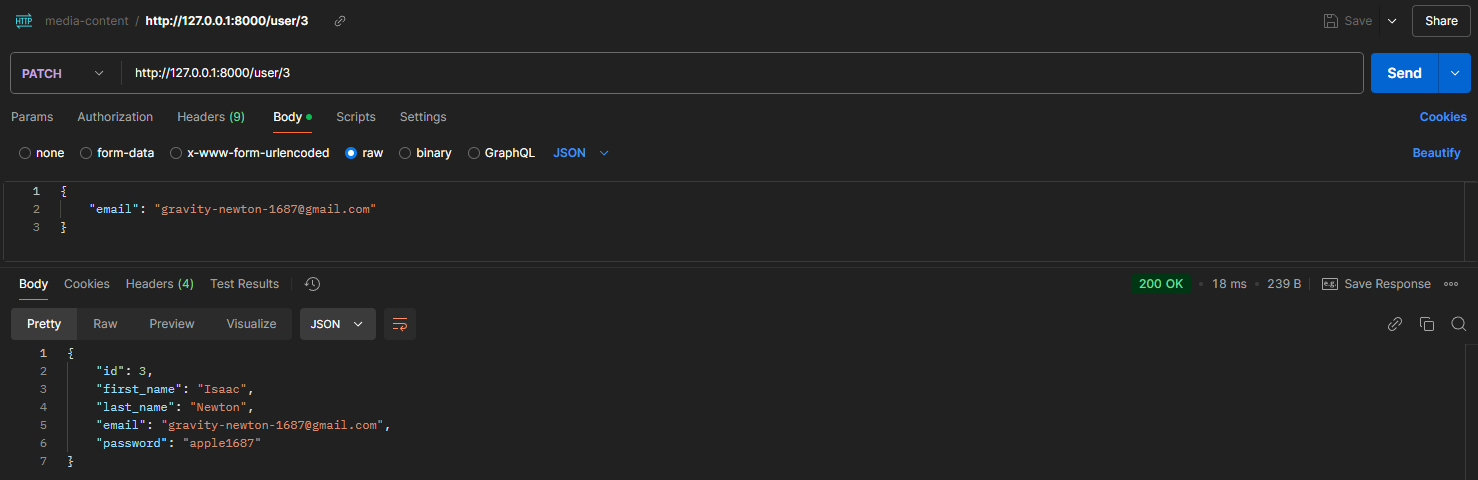 HTTP media-content / http://127.0.0.1:8000/user/3 Save Share
PATCH http://127.0.0.1:8000/user/3 Send
Params Authorization Headers (9) Body Scripts Settings Cookies
none form-data x-www-form-urlencoded raw binary GraphQL JSON Beautify
1 {
2 "email": "gravity-newton-1687@gmail.com"
3 }
Body Cookies Headers (4) Test Results 200 OK • 18 ms • 239 B e.g. Save Response
Pretty Raw Preview Visualize JSON
1 {
2 "id": 3,
3 "first_name": "Isaac",
4 "last_name": "Newton",
5 "email": "gravity-newton-1687@gmail.com",
6 "password": "apple1687"
7 }